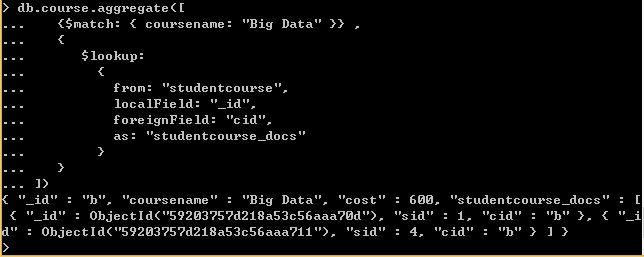 > db.course.aggregate([
...    {$match: { coursename: "Big Data" }} ,
...    {
...       $lookup:
...         {
...           from: "studentcourse",
...           localField: "_id",
...           foreignField: "cid",
...           as: "studentcourse_docs"
...         }
...    }
... ])
{ "_id" : "b", "coursename" : "Big Data", "cost" : 600, "studentcourse_docs" : [
 { "_id" : ObjectId("59203757d218a53c56aaa70d"), "sid" : 1, "cid" : "b" }, { "_i
d" : ObjectId("59203757d218a53c56aaa711"), "sid" : 4, "cid" : "b" } ] }
>